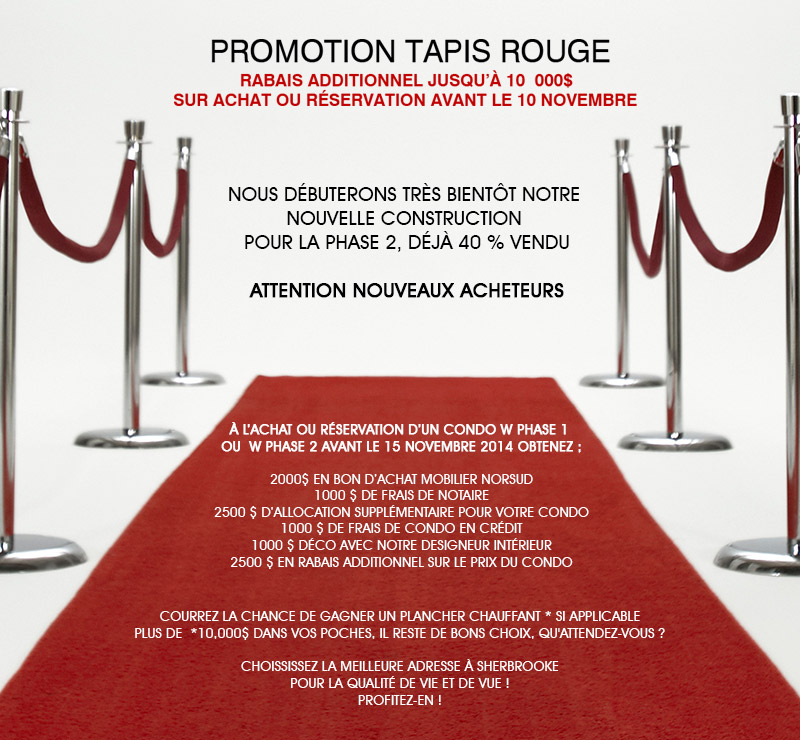 PROMOTION TAPIS ROUGE
RABAIS ADDITIONNEL JUSQU'À 10 000$
SUR ACHAT OU RÉSERVATION AVANT LE 10 NOVEMBRE
NOUS DÉBUTERONS TRÈS BIENTÔT NOTRE
NOUVELLE CONSTRUCTION
POUR LA PHASE 2, DÉJÀ 40 % VENDU
ATTENTION NOUVEAUX ACHETEURS
À L'ACHAT OU RÉSERVATION D'UN CONDO W PHASE 1
OU W PHASE 2 AVANT LE 15 NOVEMBRE 2014 OBTENEZ ;
2000$ EN BON D'ACHAT MOBILIER NORSUD
1000 $ DE FRAIS DE NOTAIRE
2500 $ D'ALLOCATION SUPPLÉMENTAIRE POUR VOTRE CONDO
1000 $ DE FRAIS DE CONDO EN CRÉDIT
1000 $ DÉCO AVEC NOTRE DESIGNEUR INTÉRIEUR
2500 $ EN RABAIS ADDITIONNEL SUR LE PRIX DU CONDO
COURREZ LA CHANCE DE GAGNER UN PLANCHER CHAUFFANT * SI APPLICABLE
PLUS DE *10,000$ DANS VOS POCHES, IL RESTE DE BONS CHOIX, QU'ATTENDEZ-VOUS ?
CHOISSISSEZ LA MEILLEURE ADRESSE À SHERBROOKE
POUR LA QUALITÉ DE VIE ET DE VUE !
PROFITEZ-EN !